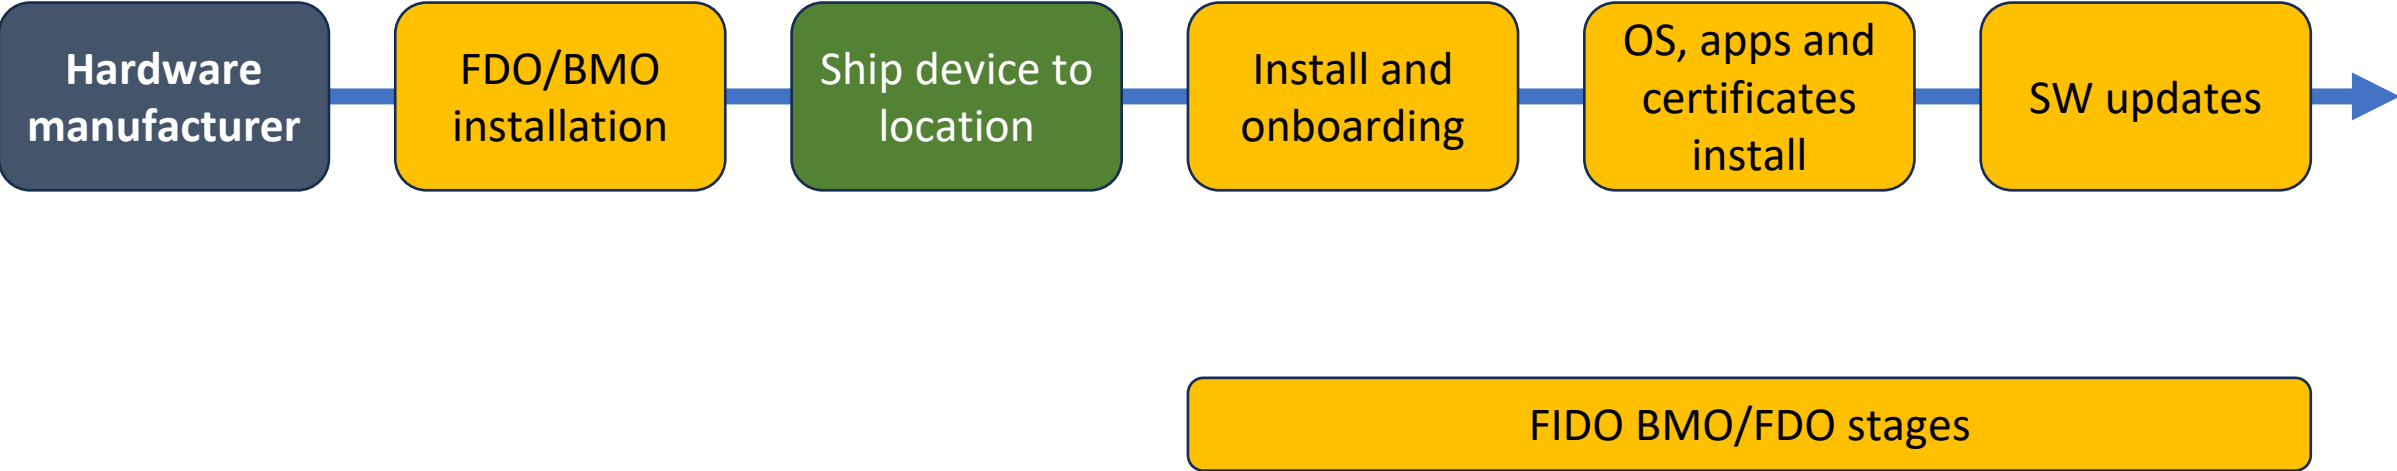 Hardware
manufacturer
FDO/BMO
installation
Ship device to
location
Install and
onboarding
OS, apps and
certificates
install
SW updates
FIDO BMO/FDO stages